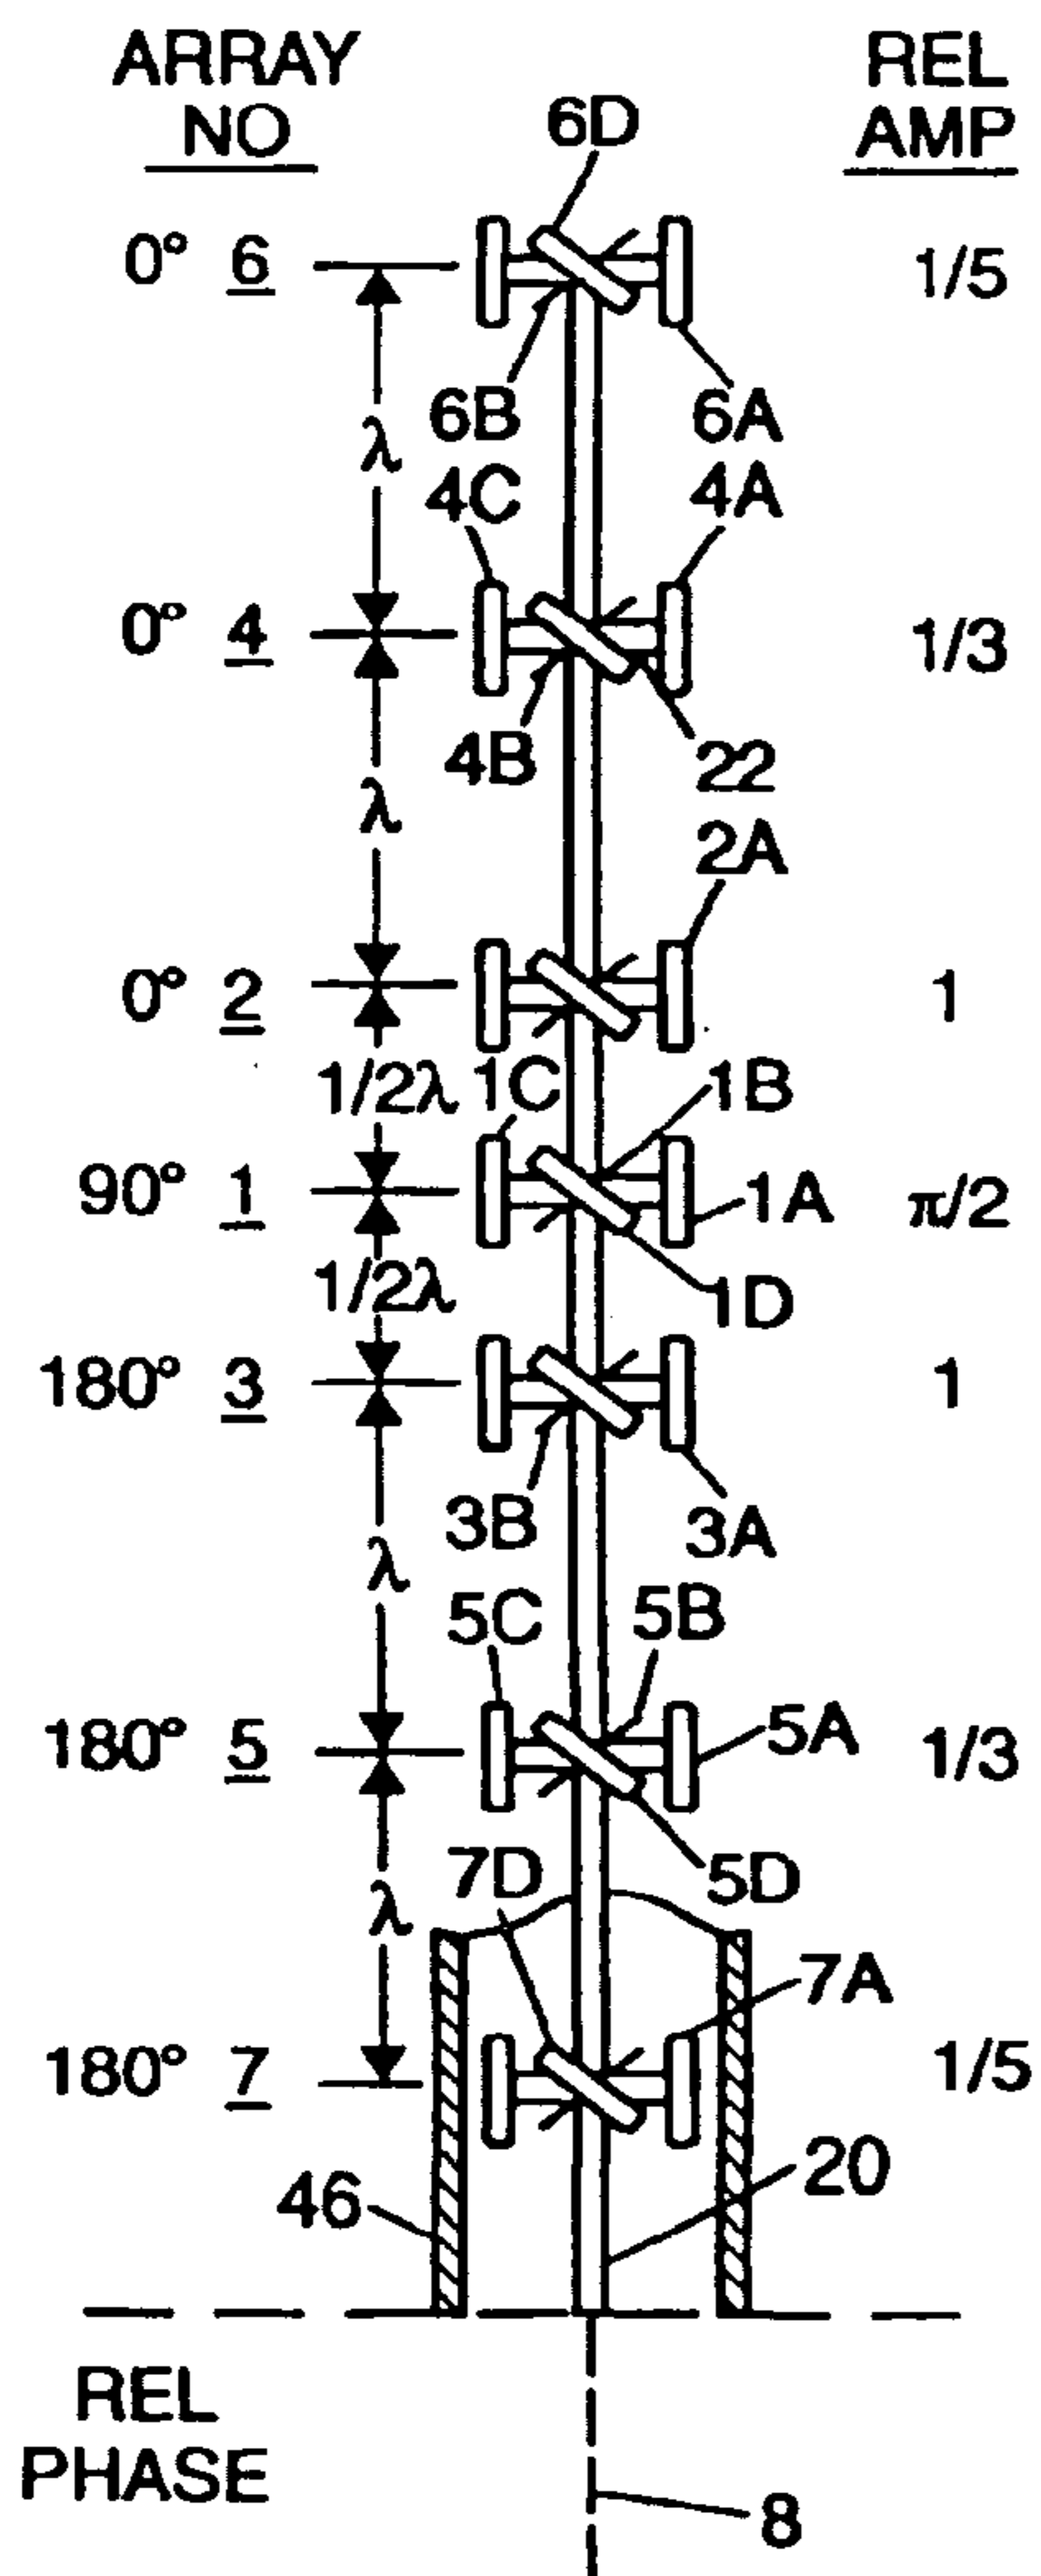 ARRAY NO
REL AMP
6D
0° 6
1/5
6B
6A
λ
4C
4A
0° 4
1/3
4B
22
λ
2A
0° 2
1
1/2λ
1C
1B
90° 1
1A
π/2
1/2λ
1D
180° 3
1
3B
3A
λ
5C
5B
180° 5
5A
1/3
7D
5D
λ
7A
180° 7
1/5
46
20
REL
PHASE
8